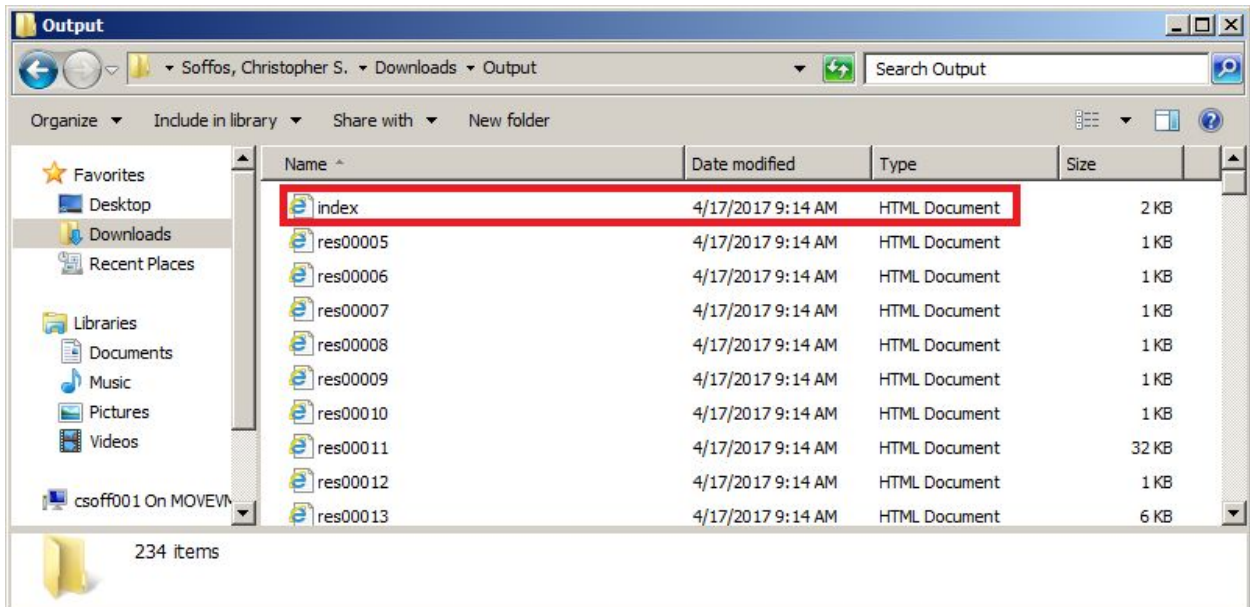 Output
Soffos, Christopher S. Downloads Output
Search Output
Organize Include in library Share with New folder
Name Date modified Type Size
Favorites
Desktop
Downloads
Recent Places
Libraries
Documents
Music
Pictures
Videos
csoff001 On MOVEVM
index 4/17/2017 9:14 AM HTML Document 2 KB
res00005 4/17/2017 9:14 AM HTML Document 1 KB
res00006 4/17/2017 9:14 AM HTML Document 1 KB
res00007 4/17/2017 9:14 AM HTML Document 1 KB
res00008 4/17/2017 9:14 AM HTML Document 1 KB
res00009 4/17/2017 9:14 AM HTML Document 1 KB
res00010 4/17/2017 9:14 AM HTML Document 1 KB
res00011 4/17/2017 9:14 AM HTML Document 32 KB
res00012 4/17/2017 9:14 AM HTML Document 1 KB
res00013 4/17/2017 9:14 AM HTML Document 6 KB
234 items